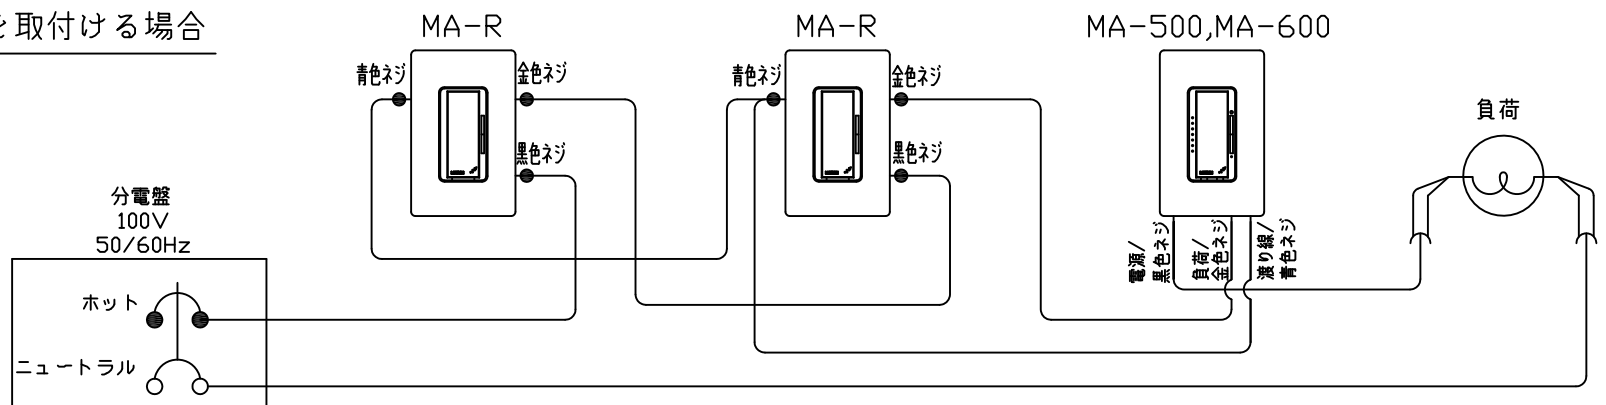 を取付ける場合
MA-R
MA-R
MA-500,MA-600
青色ネジ
金色ネジ
青色ネジ
金色ネジ
負荷
黒色ネジ
黒色ネジ
分電盤
100V
50/60Hz
電源/
黒色ネジ
負荷/
金色ネジ
渡り線/
青色ネジ
ホット
ニュートラル